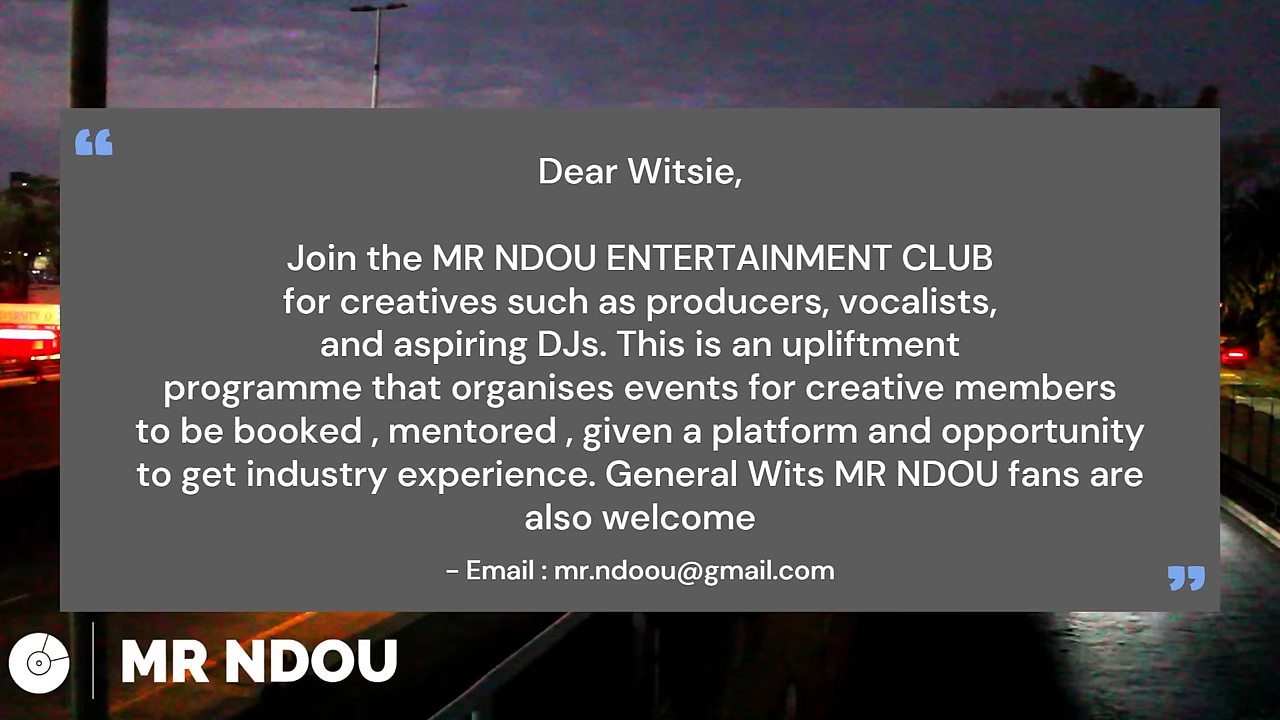 “
Dear Witsie,
Join the MR NDOU ENTERTAINMENT CLUB
for creatives such as producers, vocalists,
and aspiring DJs. This is an upliftment
programme that organises events for creative members
to be booked , mentored , given a platform and opportunity
to get industry experience. General Wits MR NDOU fans are
also welcome
– Email : mr.ndoou@gmail.com
”
MR NDOU